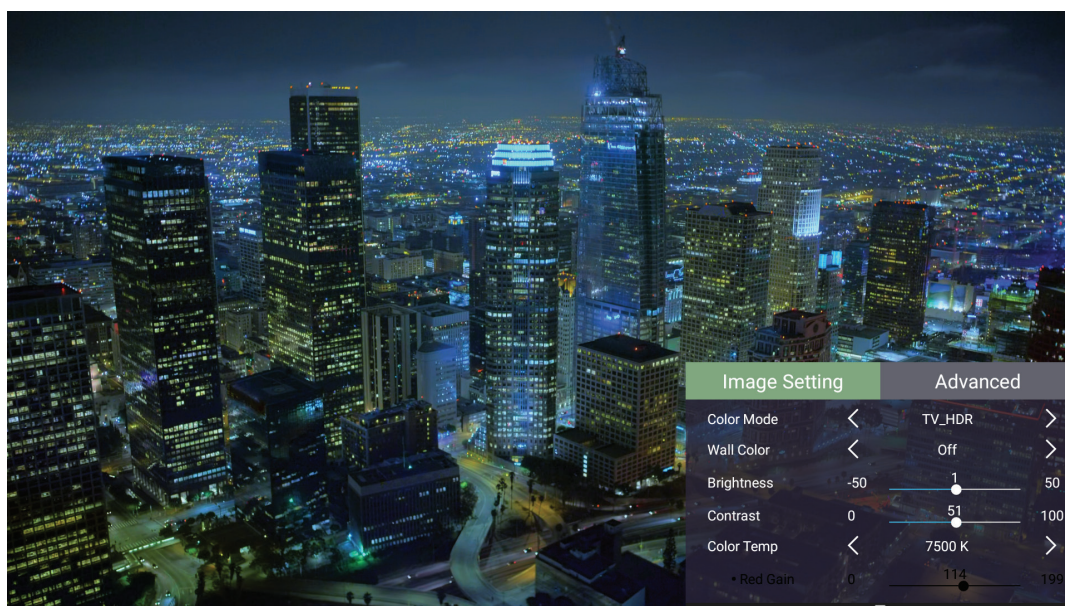 Image Setting Advanced
Color Mode TV_HDR
Wall Color Off
Brightness -50 1 50
Contrast 0 51 100
Color Temp 7500 K
• Red Gain 0 114 199